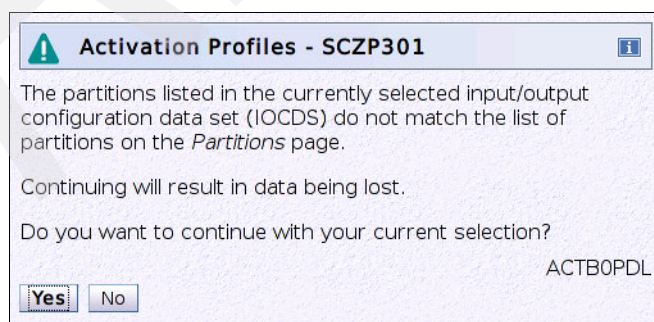 Activation Profiles - SCZP301
i
The partitions listed in the currently selected input/output
configuration data set (IOCDS) do not match the list of
partitions on the Partitions page.
Continuing will result in data being lost.
Do you want to continue with your current selection?
ACTB0PDL
Yes No